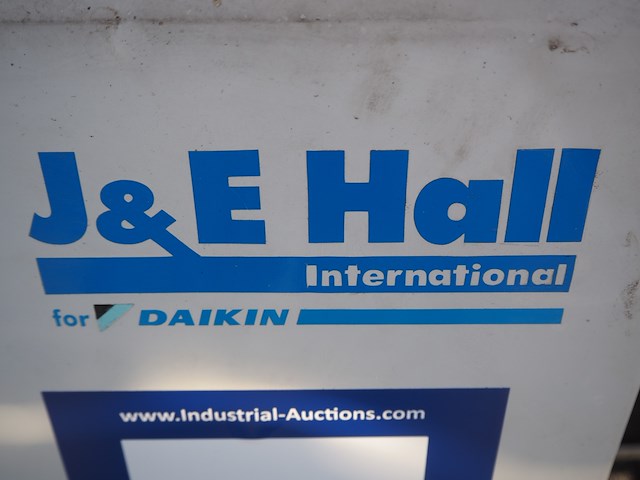 J&E Hall
International
for DAIKIN
www.Industrial-Auctions.com